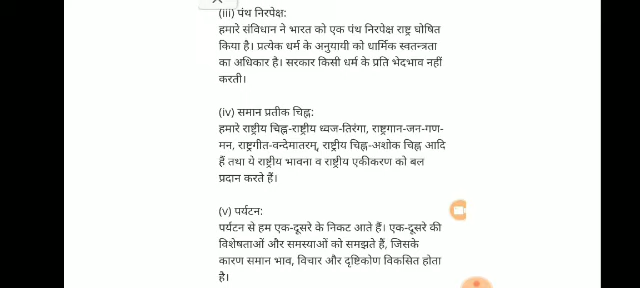 (iii) पंथ निरपेक्ष:
हमारे संविधान ने भारत को एक पंथ निरपेक्ष राष्ट्र घोषित
किया है। प्रत्येक धर्म के अनुयायी को धार्मिक स्वतन्त्रता
का अधिकार है। सरकार किसी धर्म के प्रति भेदभाव नहीं
करती।
(iv) समान प्रतीक चिह्न:
हमारे राष्ट्रीय चिह्न-राष्ट्रीय ध्वज-तिरंगा, राष्ट्रगान-जन-गण-
मन, राष्ट्रगीत-वन्देमातरम्, राष्ट्रीय चिह्न-अशोक चिह्न आदि
हैं तथा ये राष्ट्रीय भावना व राष्ट्रीय एकीकरण को बल
प्रदान करते हैं।
(v) पर्यटन:
पर्यटन से हम एक-दूसरे के निकट आते हैं। एक-दूसरे की
विशेषताओं और समस्याओं को समझते हैं, जिसके
कारण समान भाव, विचार और दृष्टिकोण विकसित होता
है।